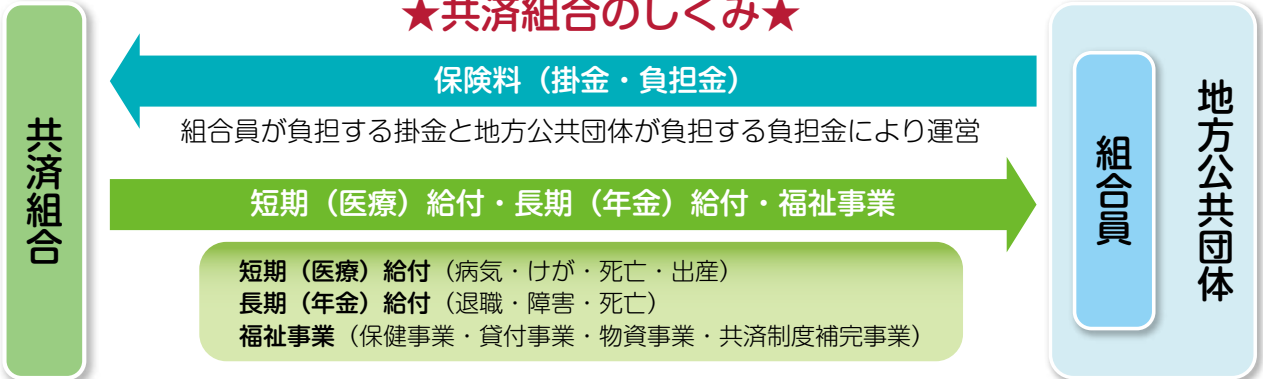 ★共済組合のしくみ★
共済組合
保険料（掛金・負担金）
組合員が負担する掛金と地方公共団体が負担する負担金により運営
短期（医療）給付・長期（年金）給付・福祉事業
短期（医療）給付（病気・けが・死亡・出産）
長期（年金）給付（退職・障害・死亡）
福祉事業（保健事業・貸付事業・物資事業・共済制度補完事業）
組合員
地方公共団体